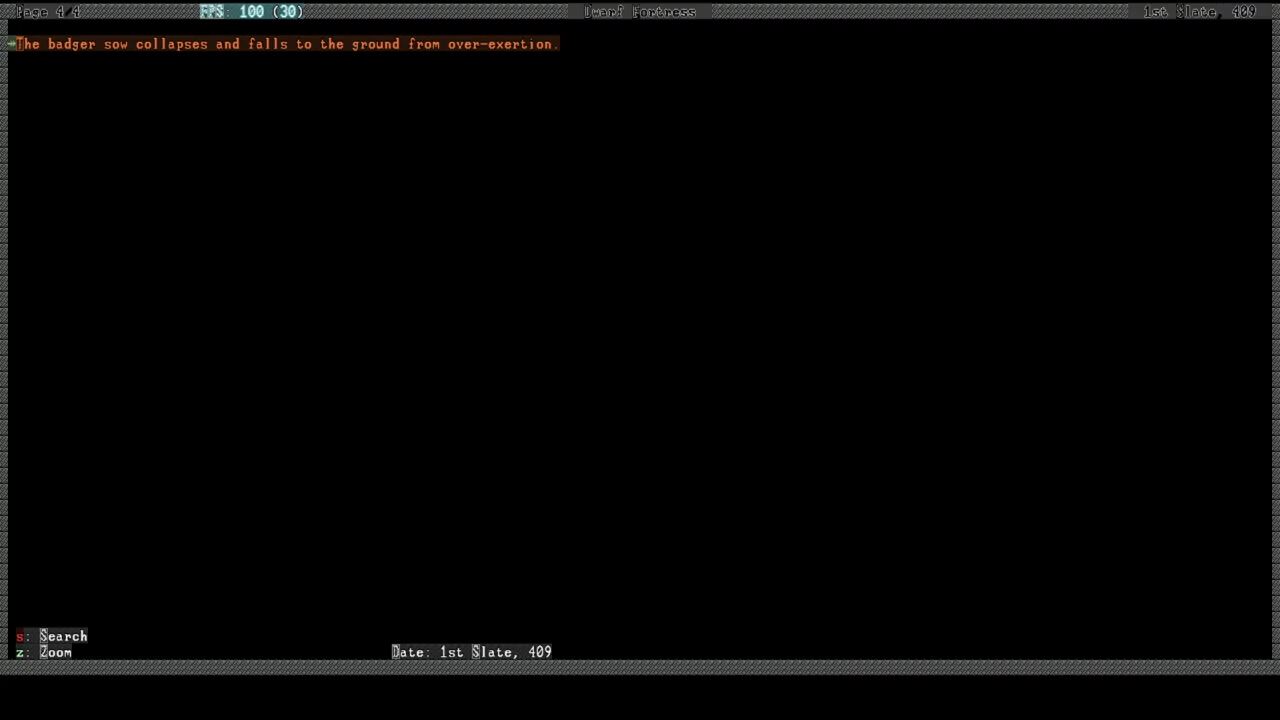 Page 4/4 FPS: 100 (30) Dwarf Fortress 1st Slate, 409
The badger sow collapses and falls to the ground from over-exertion.
s: Search
z: Zoom Date: 1st Slate, 409